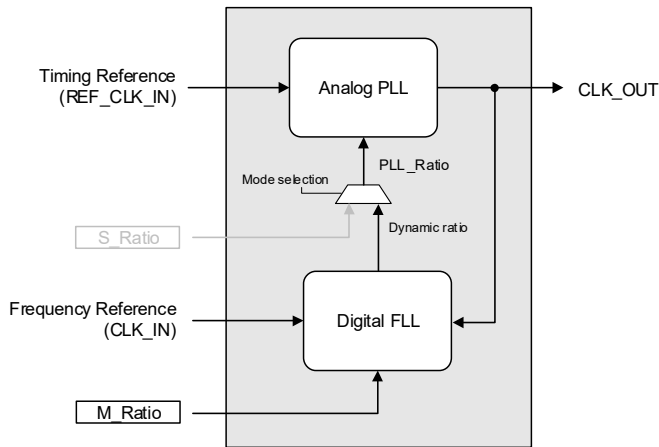 Timing Reference
(REF_CLK_IN)
Analog PLL
CLK_OUT
PLL_Ratio
Mode selection
S_Ratio
Dynamic ratio
Frequency Reference
(CLK_IN)
Digital FLL
M_Ratio